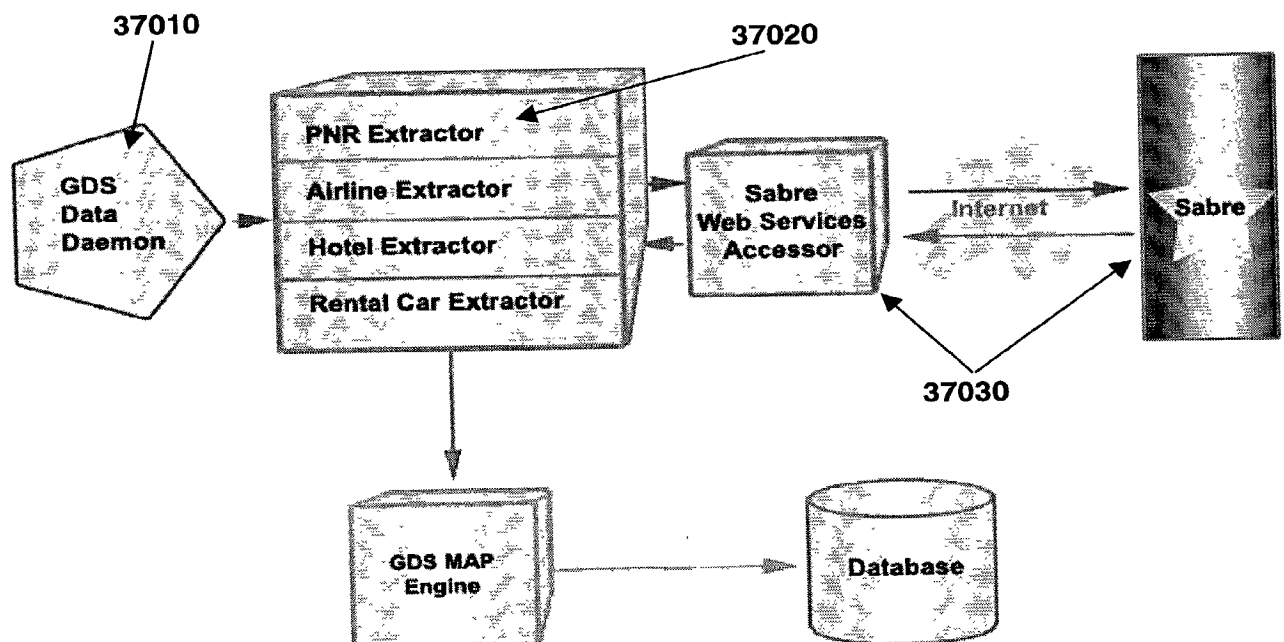 37010
37020
PNR Extractor
Airline Extractor
Hotel Extractor
Rental Car Extractor
GDS
Data
Daemon
Sabre
Web Services
Accessor
Internet
Sabre
37030
GDS MAP
Engine
Database